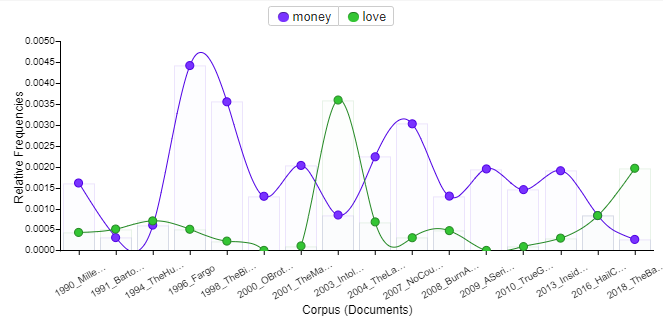 money love
0.0050
0.0045
0.0040
0.0035
0.0030
0.0025
0.0020
0.0015
0.0010
0.0005
0.0000
Relative Frequencies
1990_Mille…
1991_Barto…
1994_TheHu…
1996_Fargo
1998_TheBi…
2000_OBrot…
2001_TheMa…
2003_Intol…
2004_TheLa…
2007_NoCou…
2008_BurnA…
2009_ASeri…
2010_TrueG…
2013_Insid…
2016_HailC…
2018_TheBa…
Corpus (Documents)